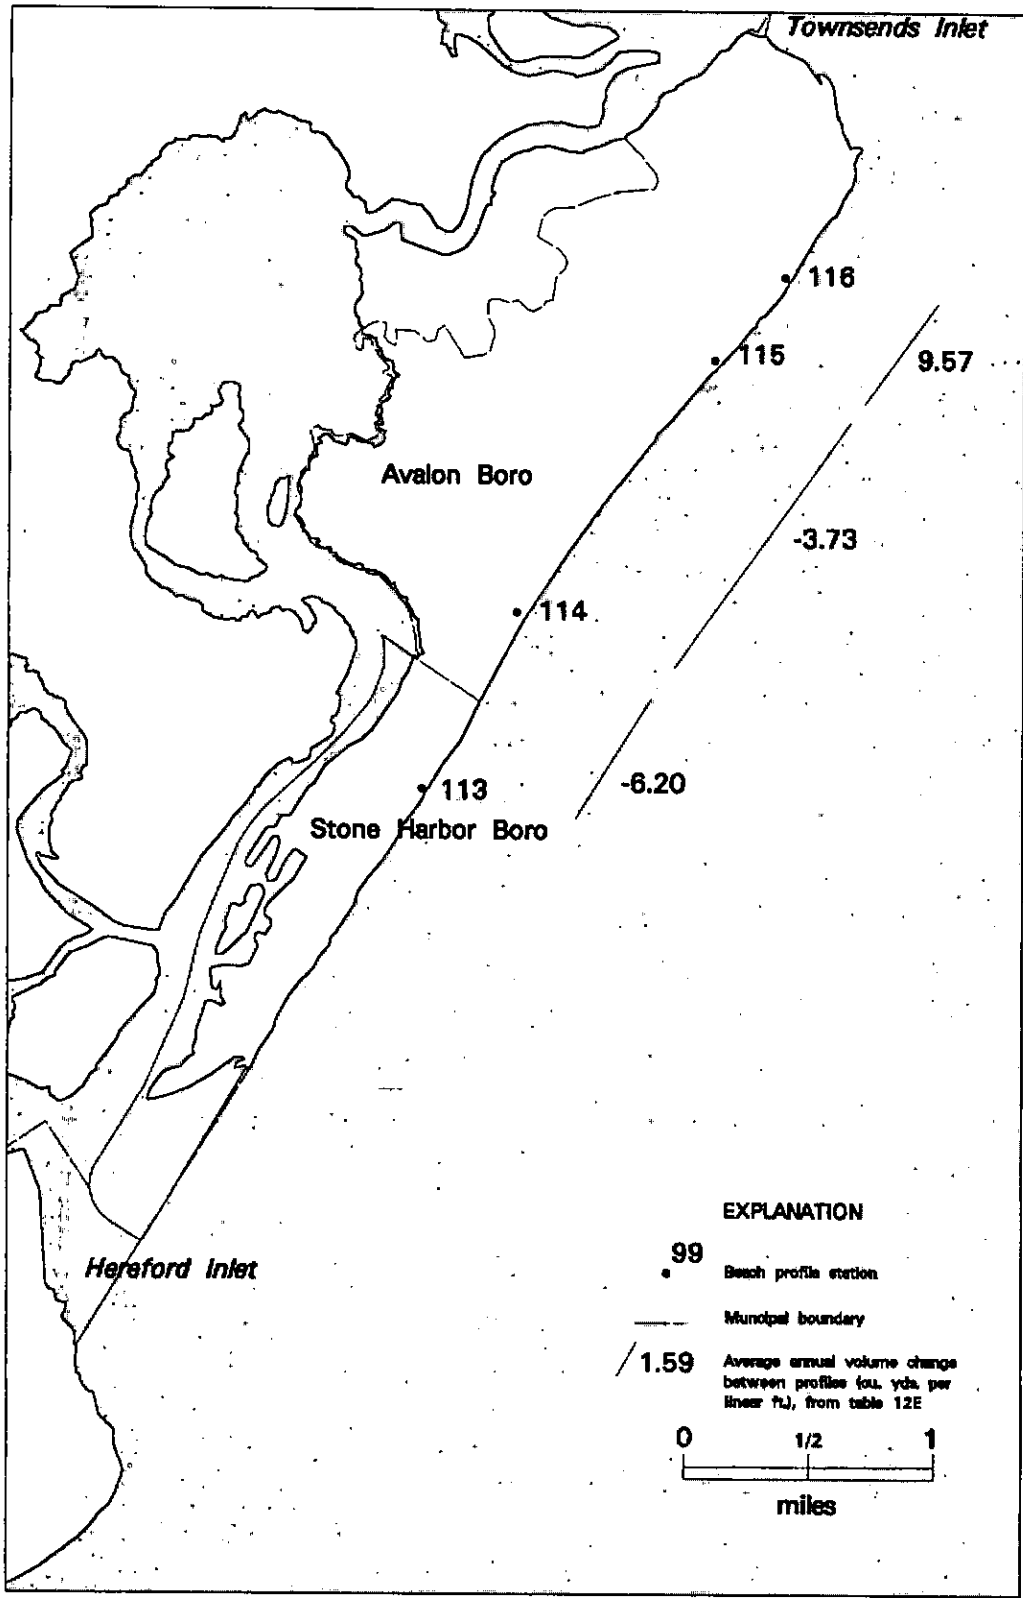 Townsends Inlet
116
115
9.57
Avalon Boro
-3.73
114
-6.20
113
Stone Harbor Boro
EXPLANATION
99
Beach profile station
Hereford Inlet
Muncipal boundary
1.59
Average annual volume change
between profiles (cu. yds. per
linear ft.), from table 12E
0 1/2 1
miles